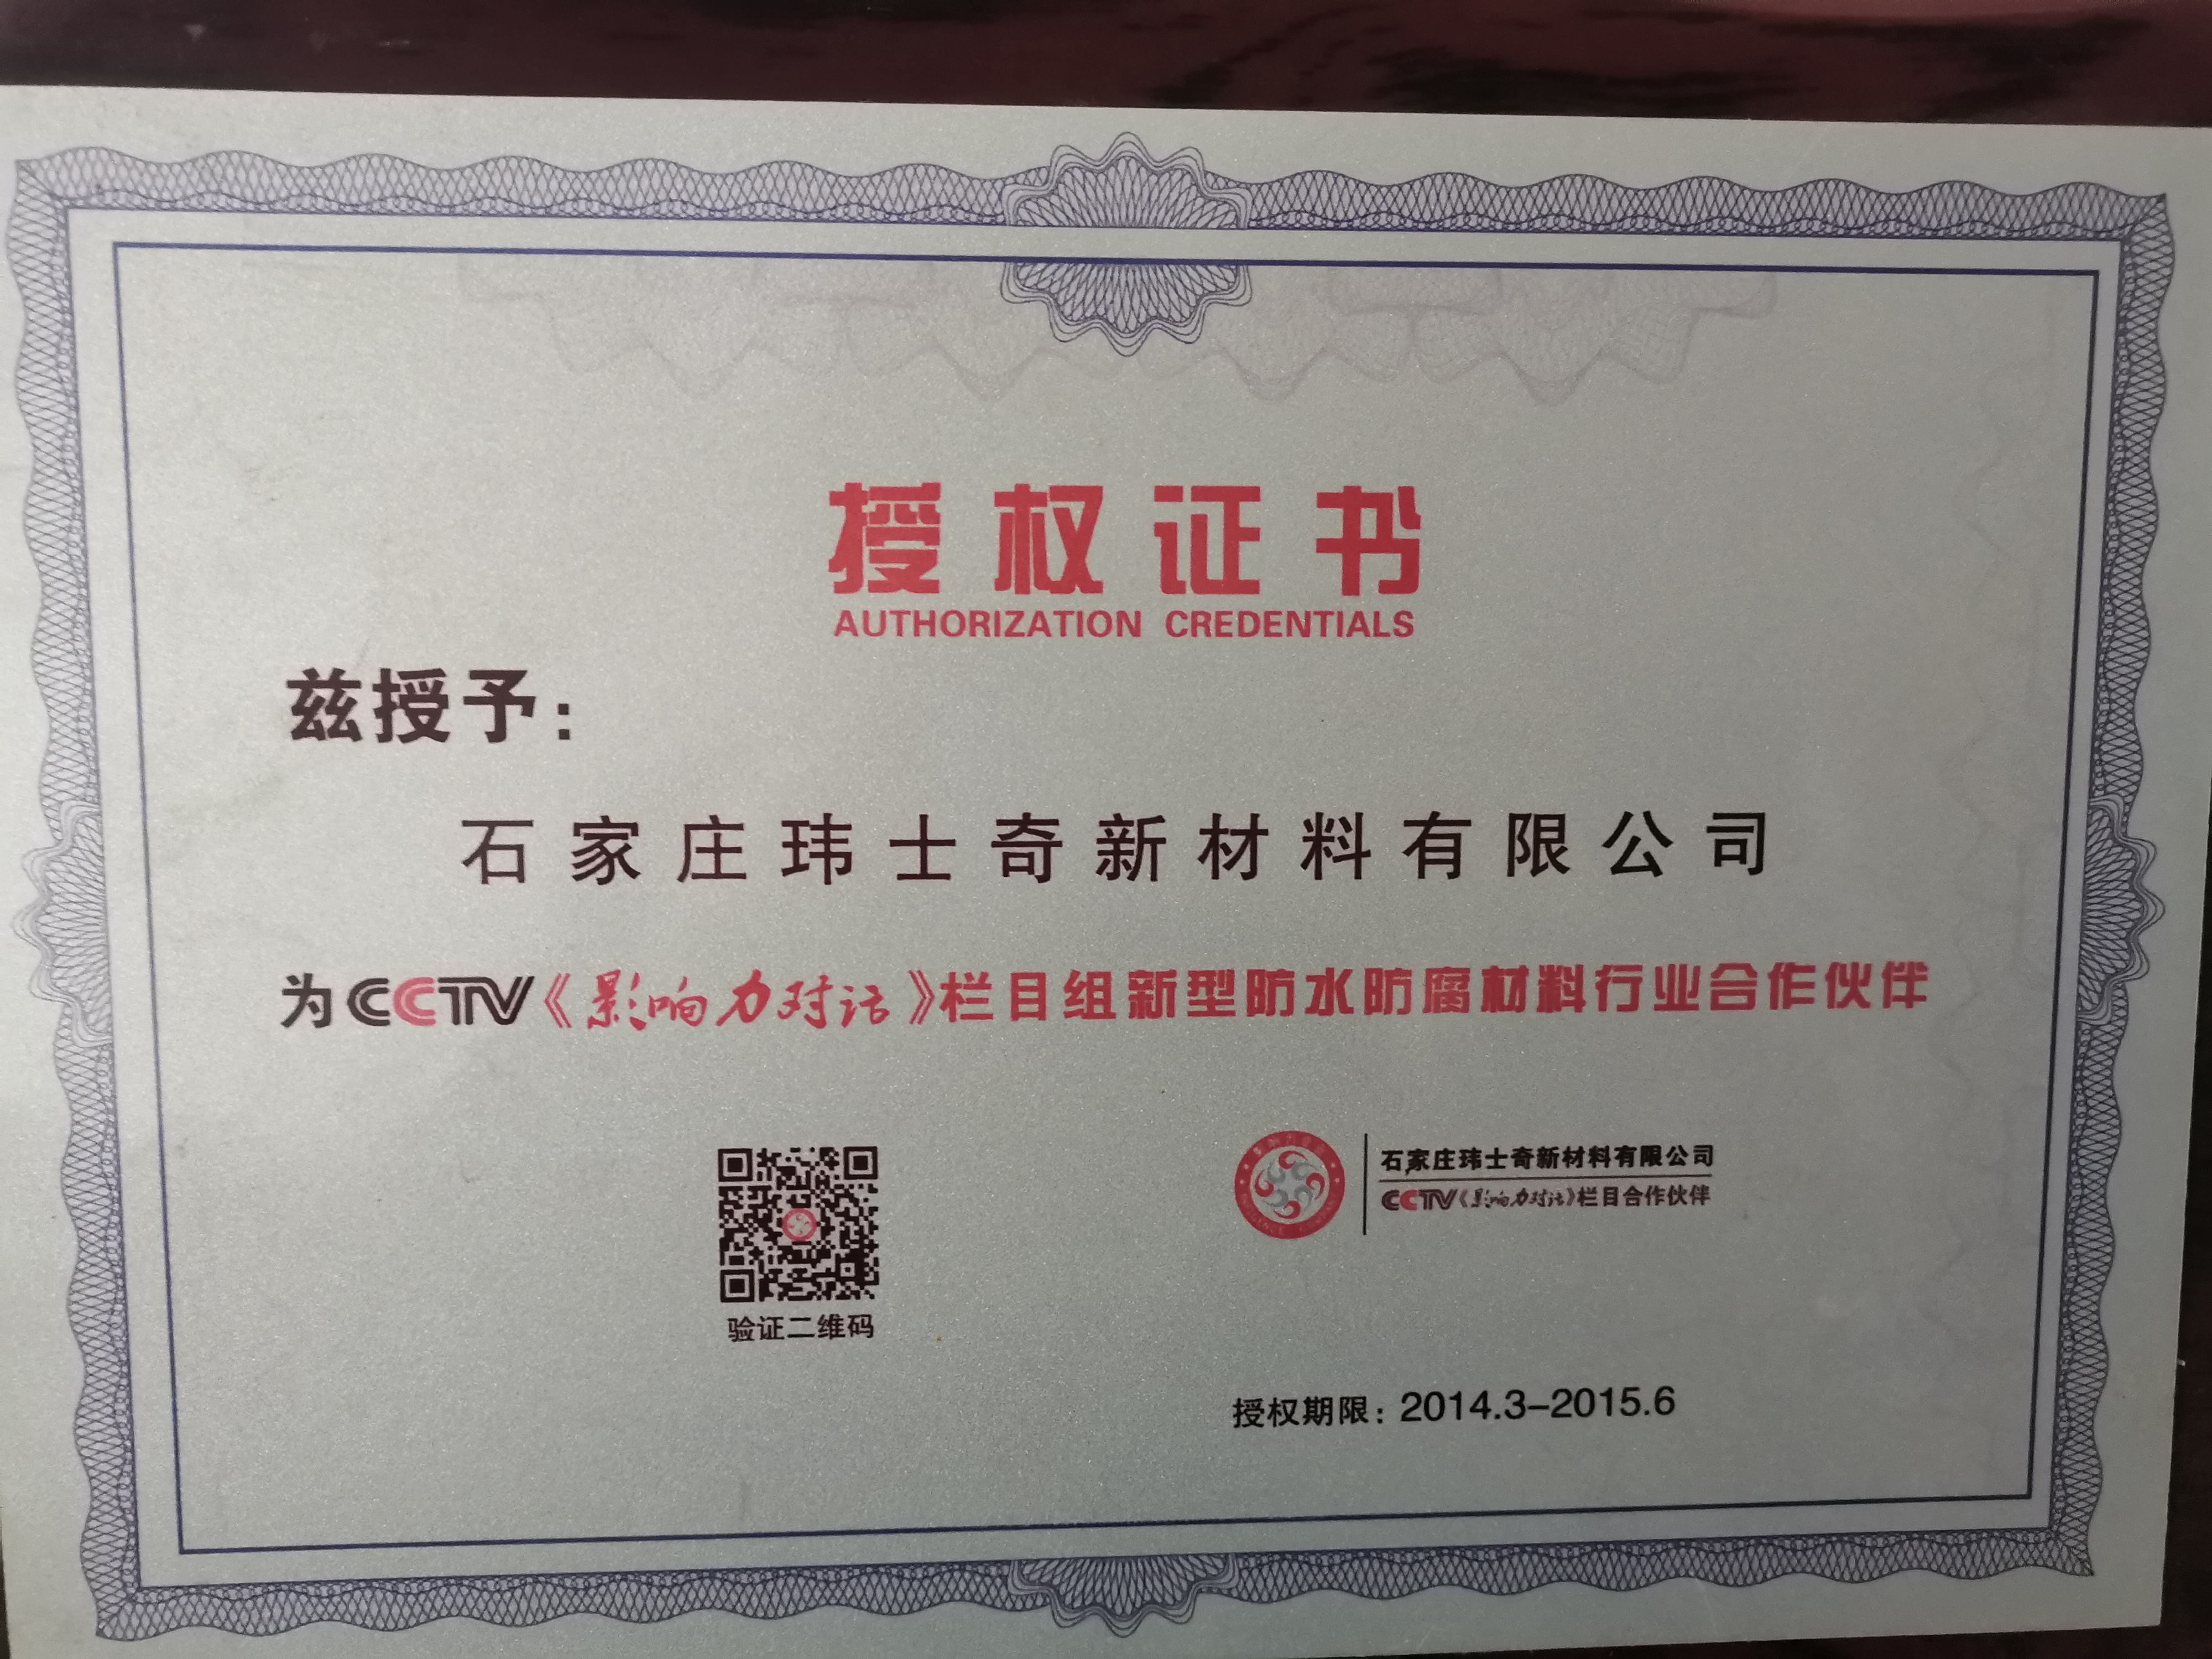 授权证书
AUTHORIZATION CREDENTIALS
兹授予:
石家庄玮士奇新材料有限公司
为CCTV《影响力对话》栏目组新型防水防腐材料行业合作伙伴
石家庄玮士奇新材料有限公司
CCTV《影响力对话》栏目合作伙伴
验证二维码
授权期限: 2014.3-2015.6